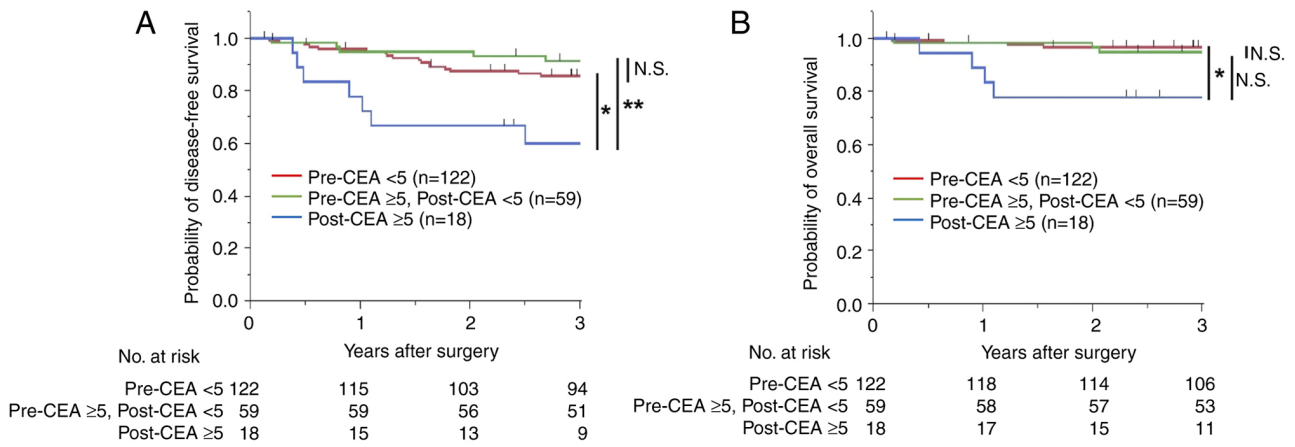 A
Probability of disease-free survival
1.0
0.8
0.6
0.4
0.2
0.0
Pre-CEA <5 (n=122)
Pre-CEA ≥5, Post-CEA <5 (n=59)
Post-CEA ≥5 (n=18)
N.S.
*
**
0 1 2 3
Years after surgery
No. at risk
Pre-CEA <5 122 115 103 94
Pre-CEA ≥5, Post-CEA <5 59 59 56 51
Post-CEA ≥5 18 15 13 9
B
Probability of overall survival
1.0
0.8
0.6
0.4
0.2
0.0
Pre-CEA <5 (n=122)
Pre-CEA ≥5, Post-CEA <5 (n=59)
Post-CEA ≥5 (n=18)
N.S.
*
N.S.
0 1 2 3
Years after surgery
No. at risk
Pre-CEA <5 122 118 114 106
Pre-CEA ≥5, Post-CEA <5 59 58 57 53
Post-CEA ≥5 18 17 15 11